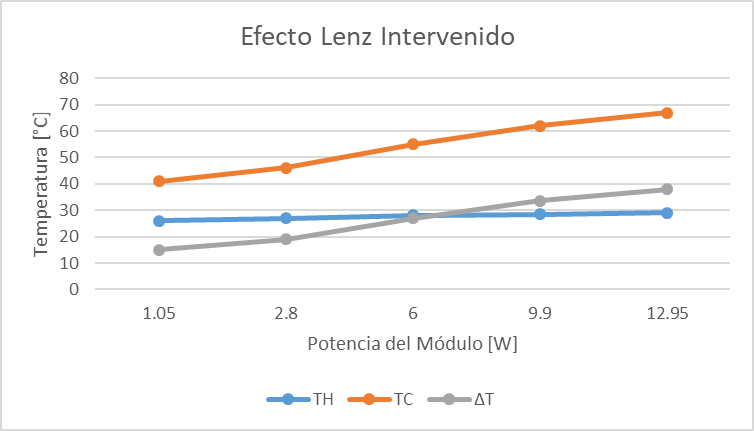 Efecto Lenz Intervenido
80
70
60
50
40
30
20
10
0
Temperatura [°C]
1.05 2.8 6 9.9 12.95
Potencia del Módulo [W]
TH TC ΔT